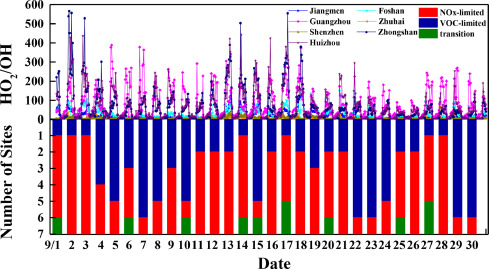 Jiangmen
Guangzhou
Shenzhen
Huizhou
Foshan
Zhuhai
Zhongshan
NOx-limited
VOC-limited
transition
HO2/OH
600
500
400
300
200
100
0
Number of Sites
1
2
3
4
5
6
7
9/1 2 3 4 5 6 7 8 9 10 11 12 13 14 15 16 17 18 19 20 21 22 23 24 25 26 27 28 29 30
Date